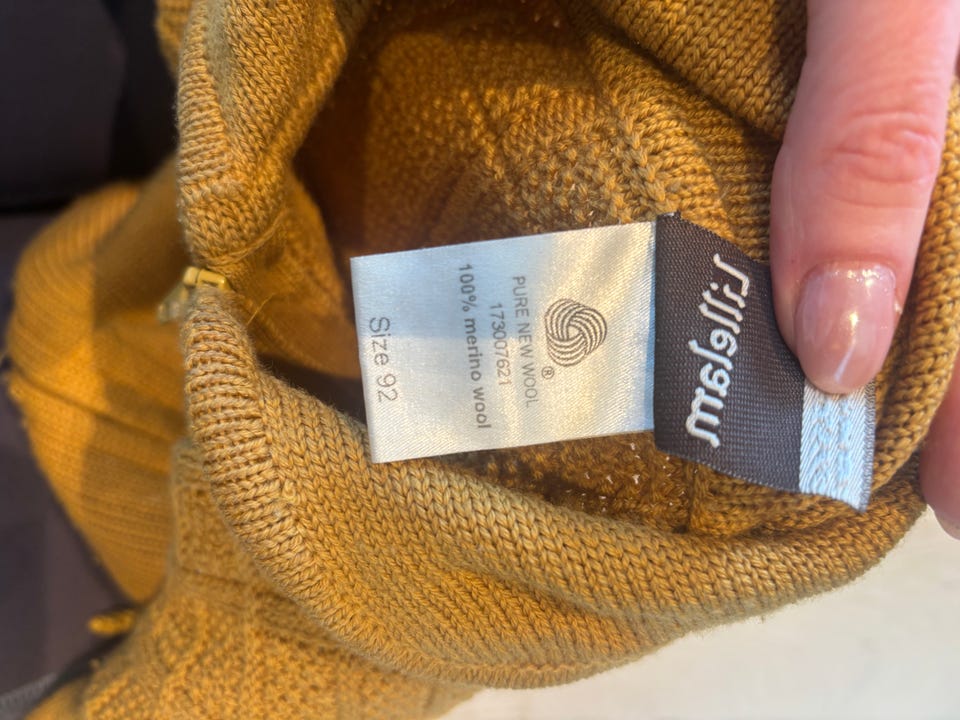 lillelam
®
PURE NEW WOOL
173007621
100% merino wool
Size 92